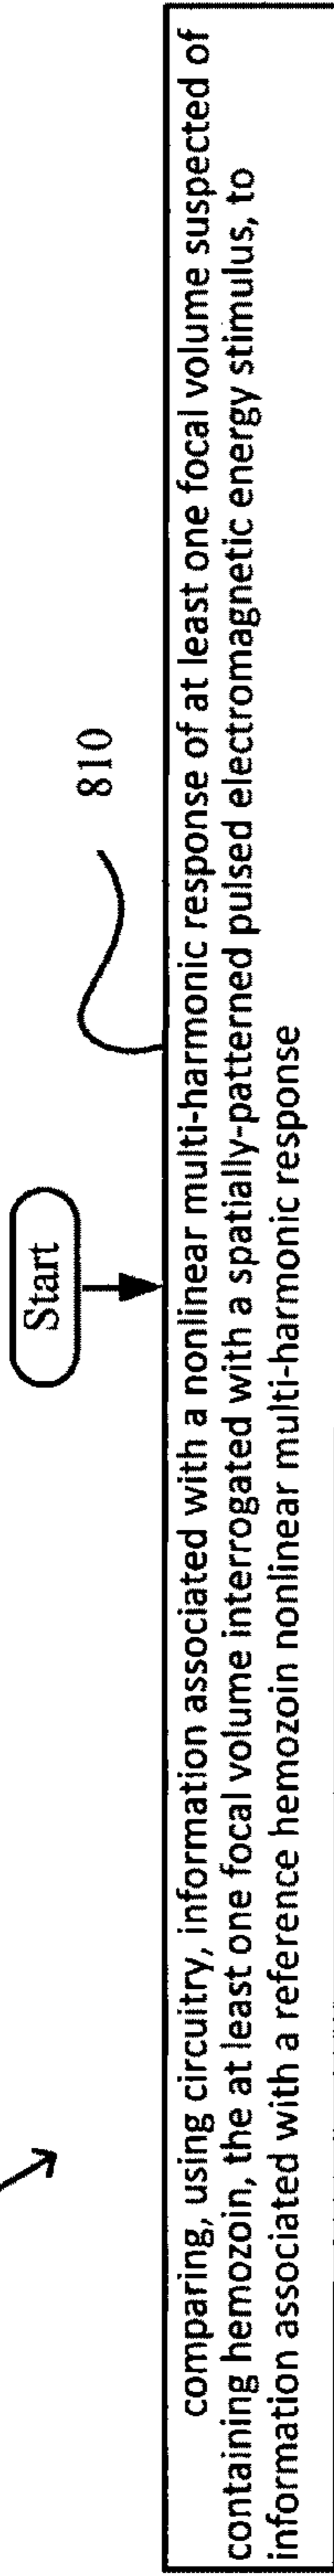 Start
810
comparing, using circuitry, information associated with a nonlinear multi-harmonic response of at least one focal volume suspected of
containing hemozoin, the at least one focal volume interrogated with a spatially-patterned pulsed electromagnetic energy stimulus, to
information associated with a reference hemozoin nonlinear multi-harmonic response